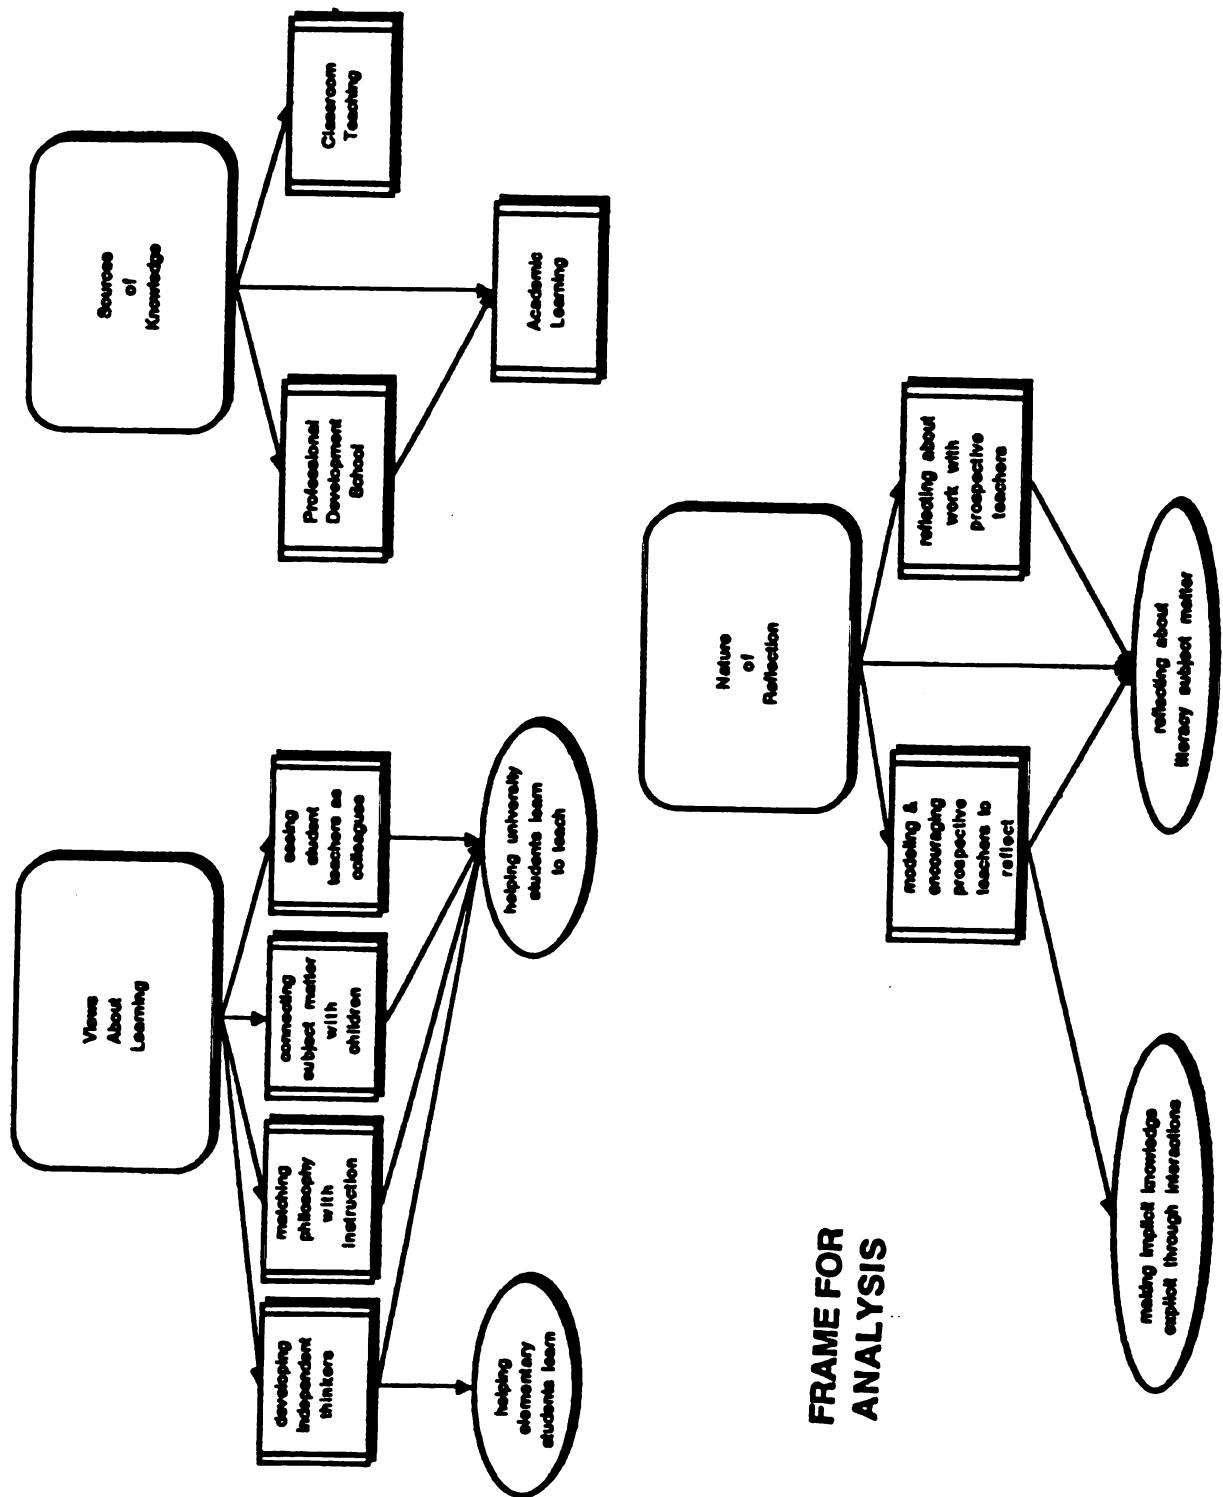 Views
About
Learning
developing
independent
thinkers
matching
philosophy
with
instruction
connecting
subject matter
with
children
seeing
student
teachers as
colleagues
helping
elementary
students learn
helping university
students learn
to teach
Sources
of
Knowledge
Professional
Development
School
Classroom
Teaching
Academic
Learning
FRAME FOR
ANALYSIS
Nature
of
Reflection
modeling &
encouraging
prospective
teachers to
reflect
reflecting about
work with
prospective
teachers
making implicit knowledge
explicit through interactions
reflecting about
literacy subject matter